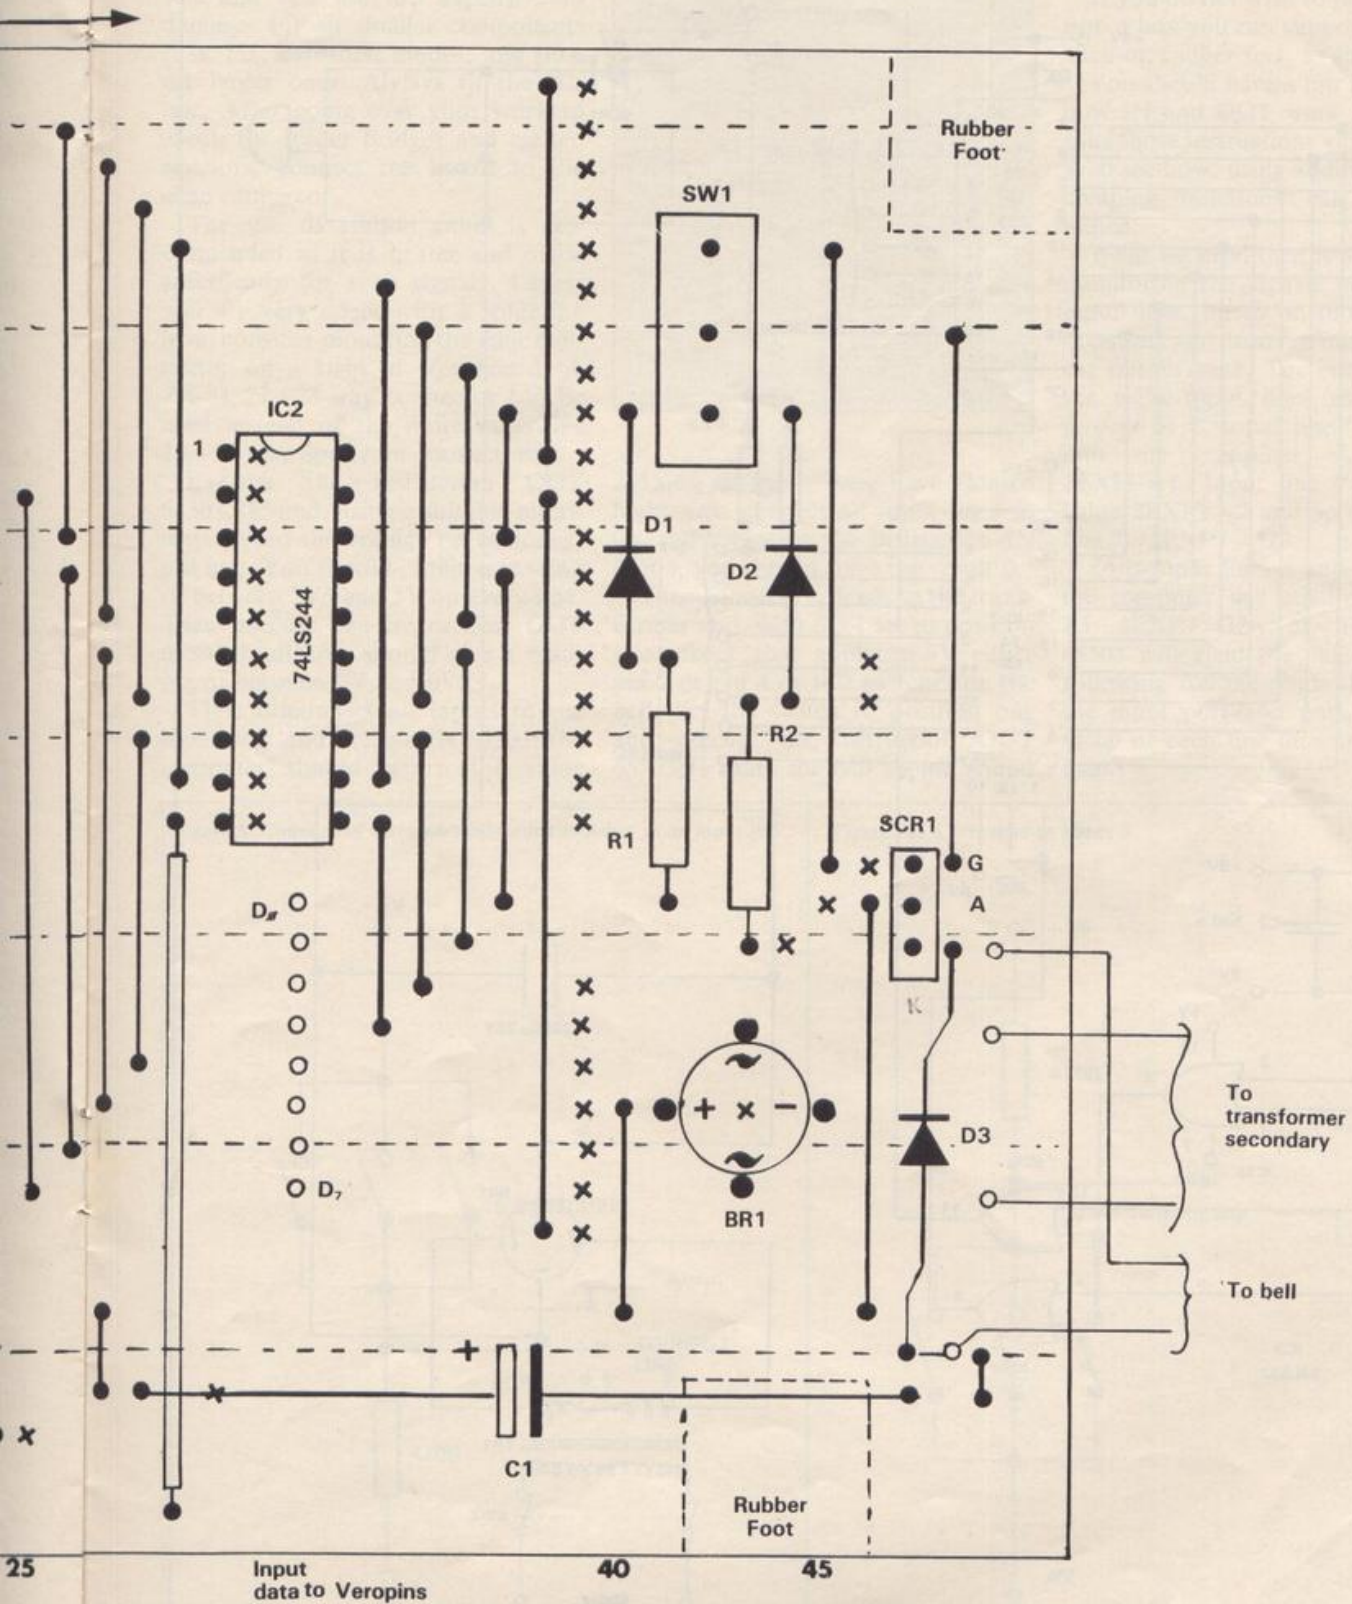 Rubber
Foot
SW1
IC2
1
74LS244
D1
D2
R2
R1
SCR1
G
A
K
D
D7
+
-
BR1
D3
To
transformer
secondary
To bell
+
C1
Rubber
Foot
25
40
45
Input
data to Veropins